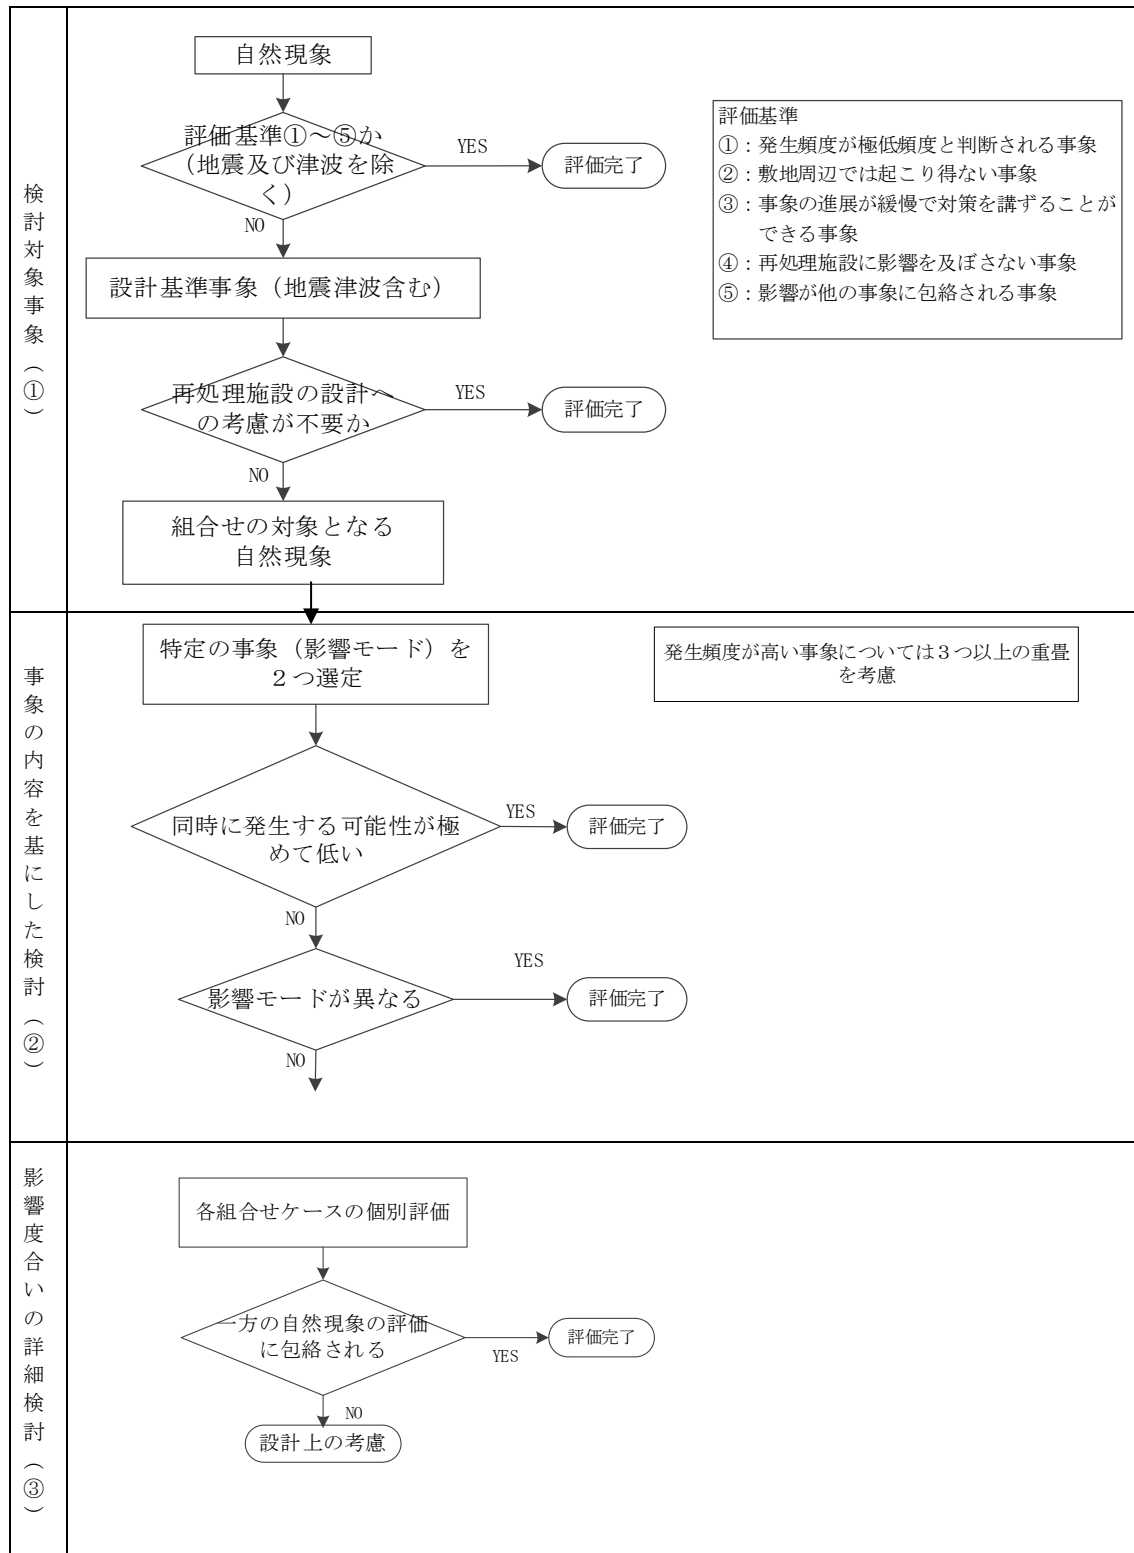 検討対象事象（①）
自然現象
評価基準①～⑤か
（地震及び津波を除
く）
YES
評価完了
NO
設計基準事象（地震津波含む）
再処理施設の設計へ
の考慮が不要か
YES
評価完了
NO
組合せの対象となる
自然現象
評価基準
①：発生頻度が極低頻度と判断される事象
②：敷地周辺では起こり得ない事象
③：事象の進展が緩慢で対策を講ずることが
できる事象
④：再処理施設に影響を及ぼさない事象
⑤：影響が他の事象に包絡される事象
事象の内容を基にした検討（②）
特定の事象（影響モード）を
２つ選定
発生頻度が高い事象については３つ以上の重畳
を考慮
同時に発生する可能性が極
めて低い
YES
評価完了
NO
影響モードが異なる
YES
評価完了
NO
影響度合いの詳細検討（③）
各組合せケースの個別評価
一方の自然現象の評価
に包絡される
YES
評価完了
NO
設計上の考慮